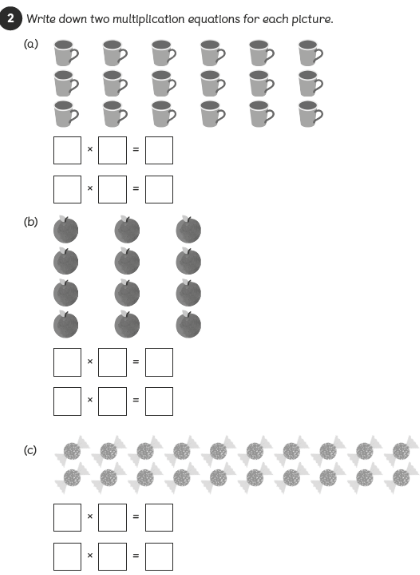 2 Write down two multiplication equations for each picture.
(a)
× =
× =
(b)
× =
× =
(c)
× =
× =